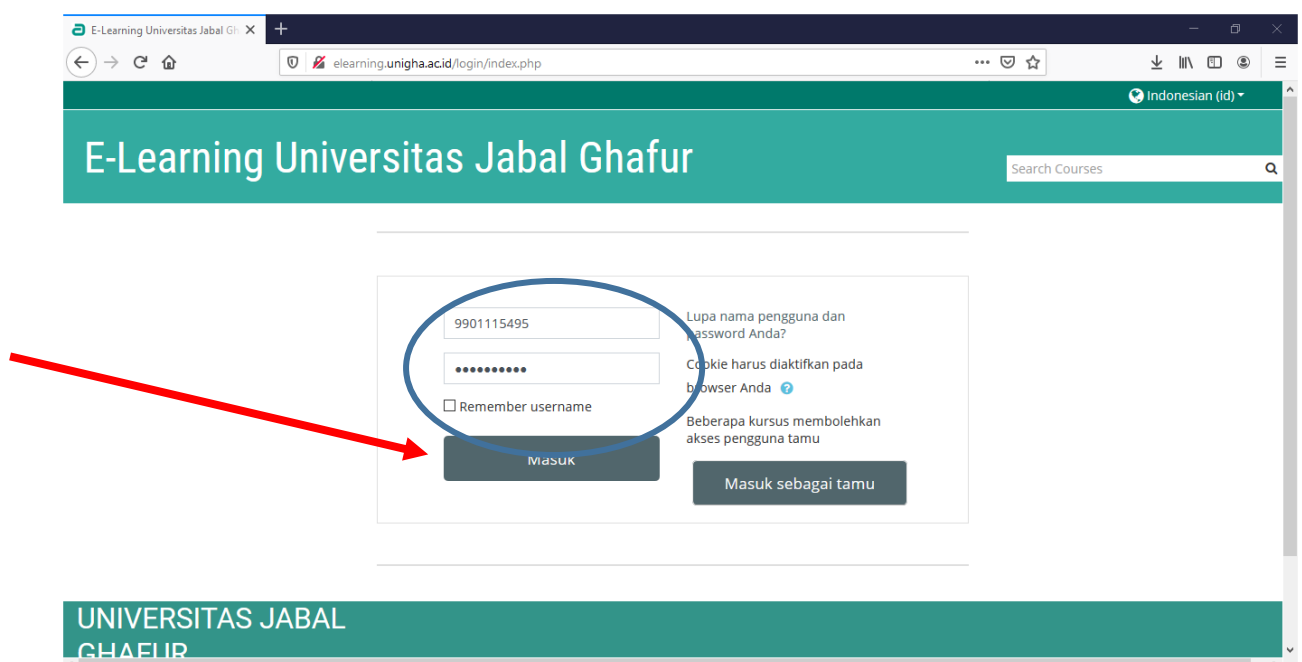 E-Learning Universitas Jabal Gh
elearning.unigha.ac.id/login/index.php
Indonesian (id)
E-Learning Universitas Jabal Ghafur
Search Courses
9901115495
••••••••••
Remember username
Masuk
Lupa nama pengguna dan
password Anda?
Cookie harus diaktifkan pada
browser Anda
Beberapa kursus membolehkan
akses pengguna tamu
Masuk sebagai tamu
UNIVERSITAS JABAL
GHAFUR